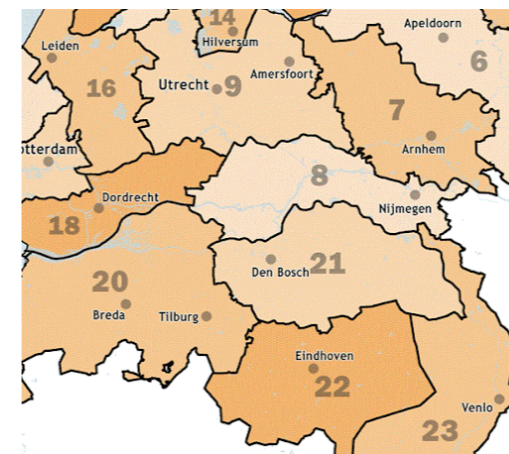 14
Apeldoorn
Leiden
Hilversum
6
Amersfoort
16
Utrecht
9
7
otterdam
Arnhem
8
Dordrecht
Nijmegen
18
Den Bosch
21
20
Breda
Tilburg
Eindhoven
22
Venlo
23